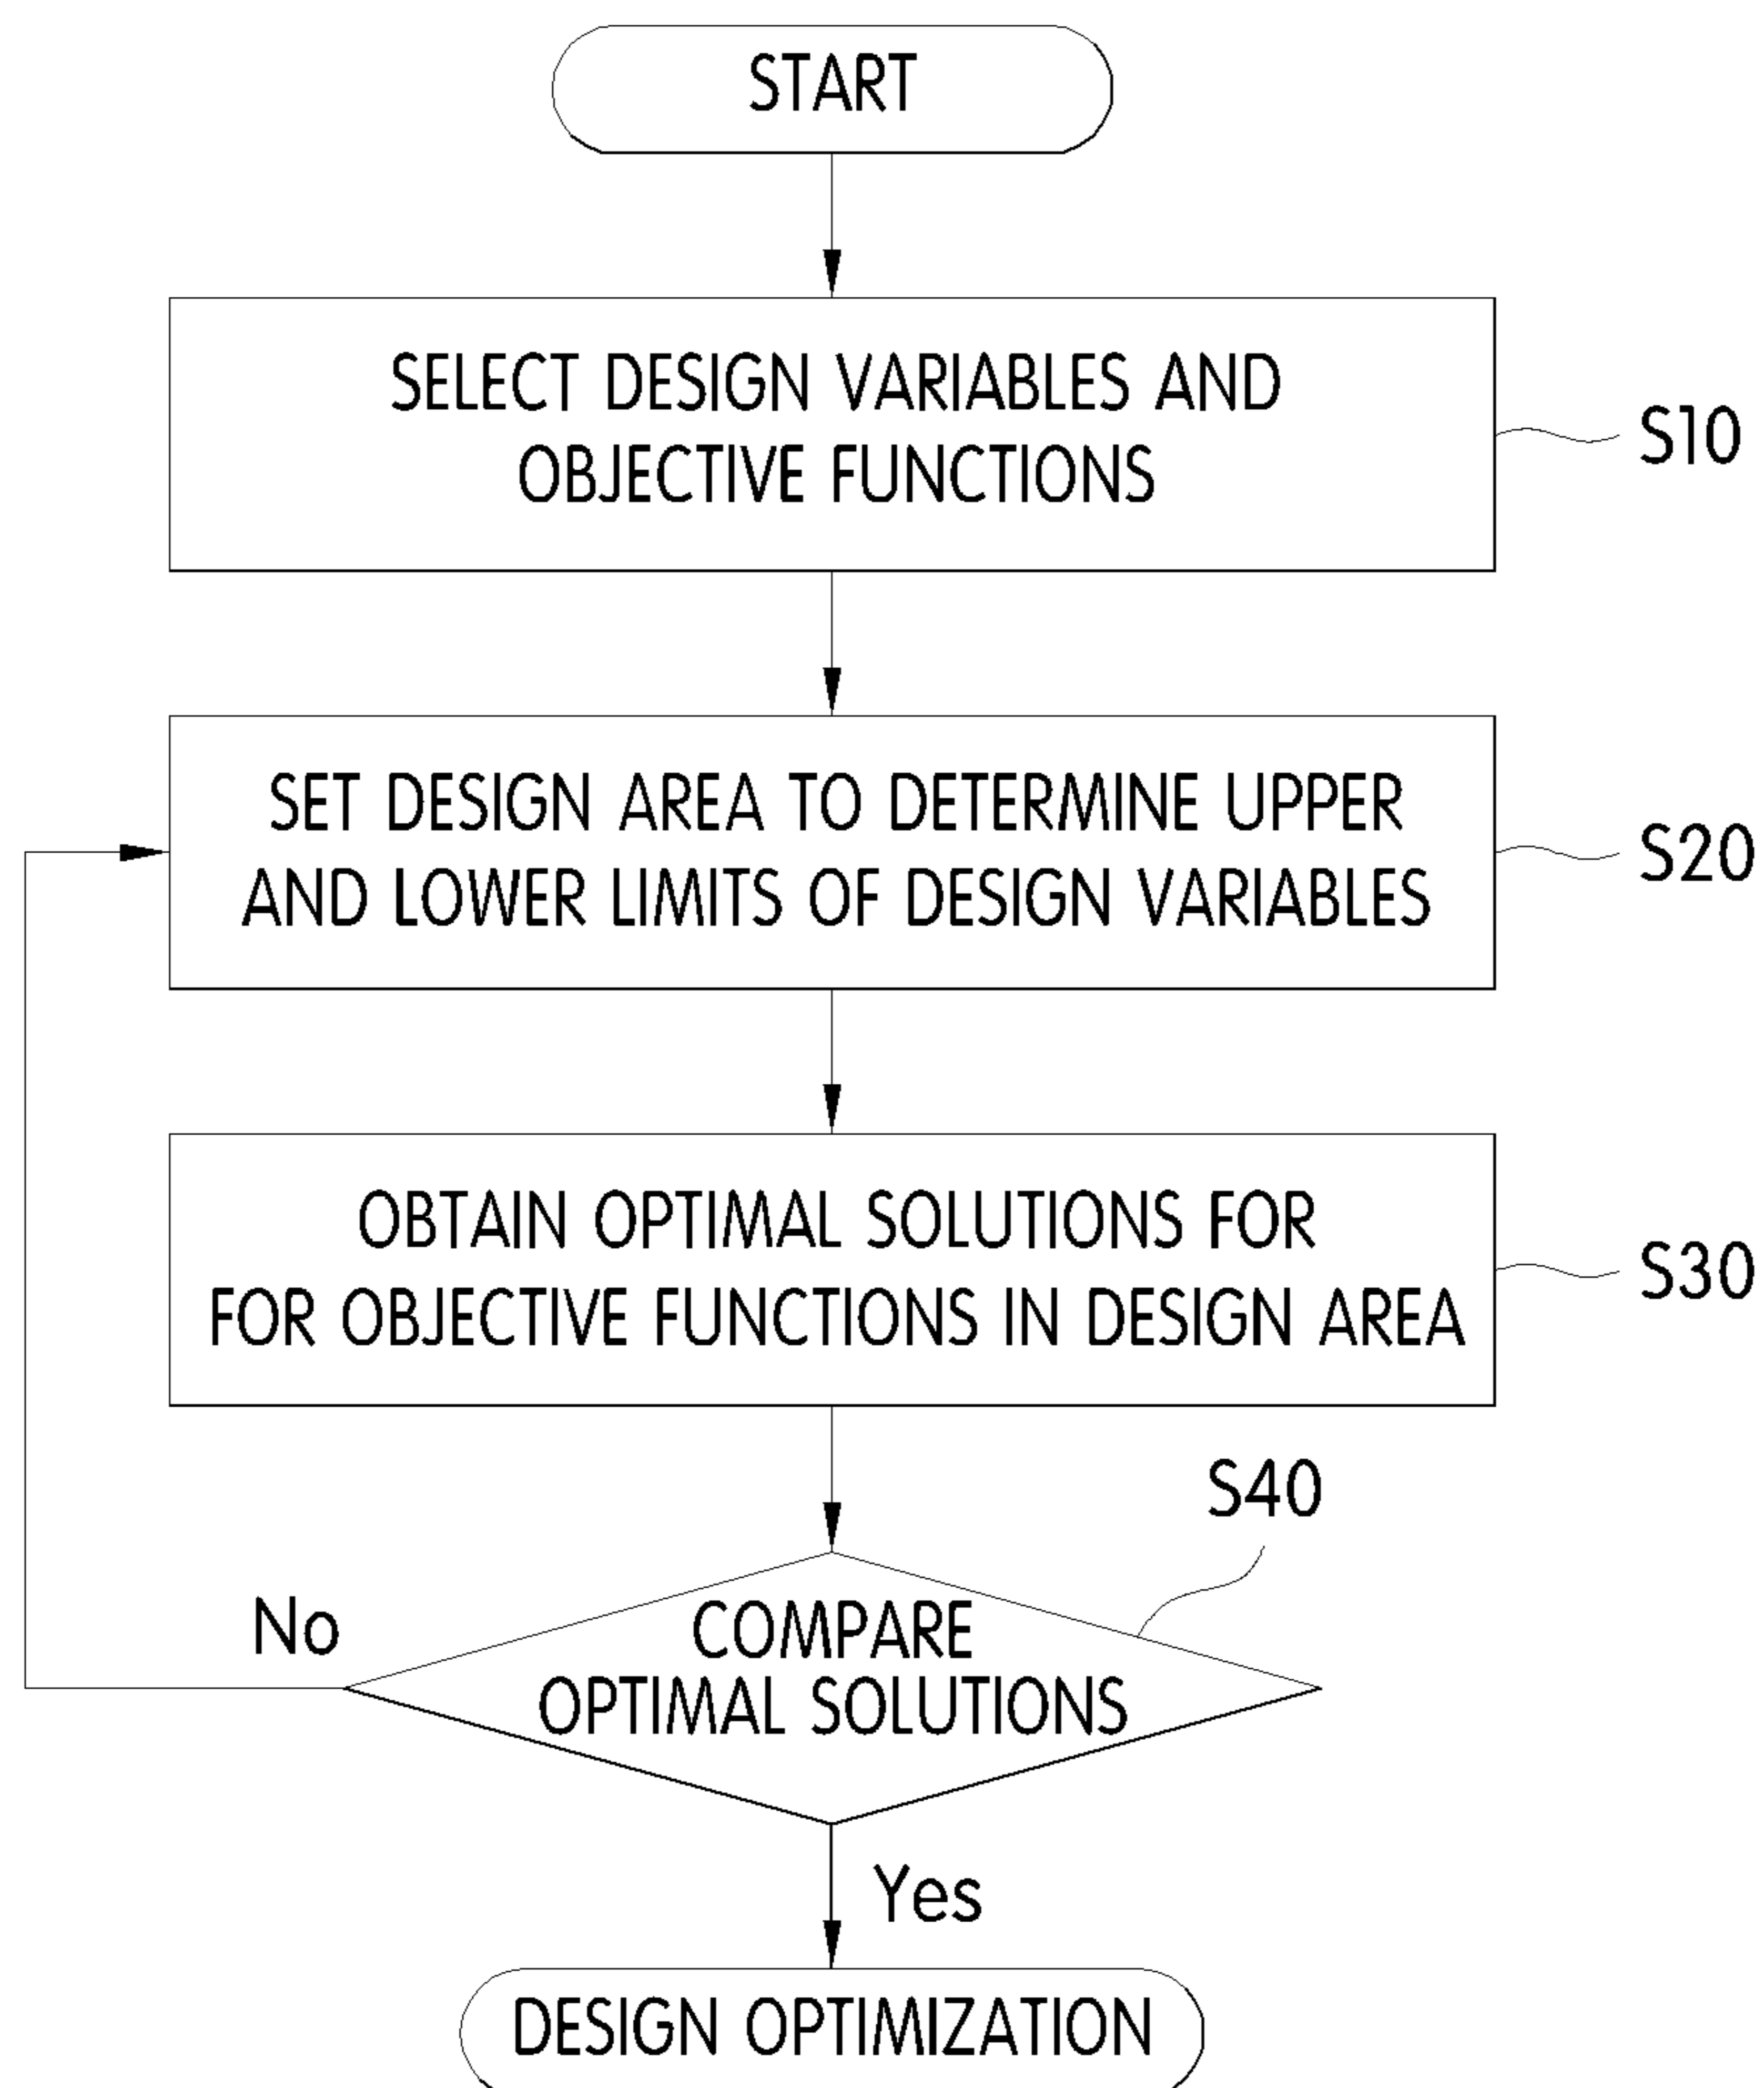 START
SELECT DESIGN VARIABLES AND
OBJECTIVE FUNCTIONS
S10
SET DESIGN AREA TO DETERMINE UPPER
AND LOWER LIMITS OF DESIGN VARIABLES
S20
OBTAIN OPTIMAL SOLUTIONS FOR
FOR OBJECTIVE FUNCTIONS IN DESIGN AREA
S30
S40
No
COMPARE
OPTIMAL SOLUTIONS
Yes
DESIGN OPTIMIZATION